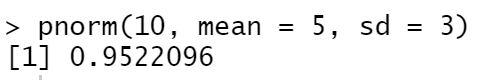 > pnorm(10, mean = 5, sd = 3)
[1] 0.9522096